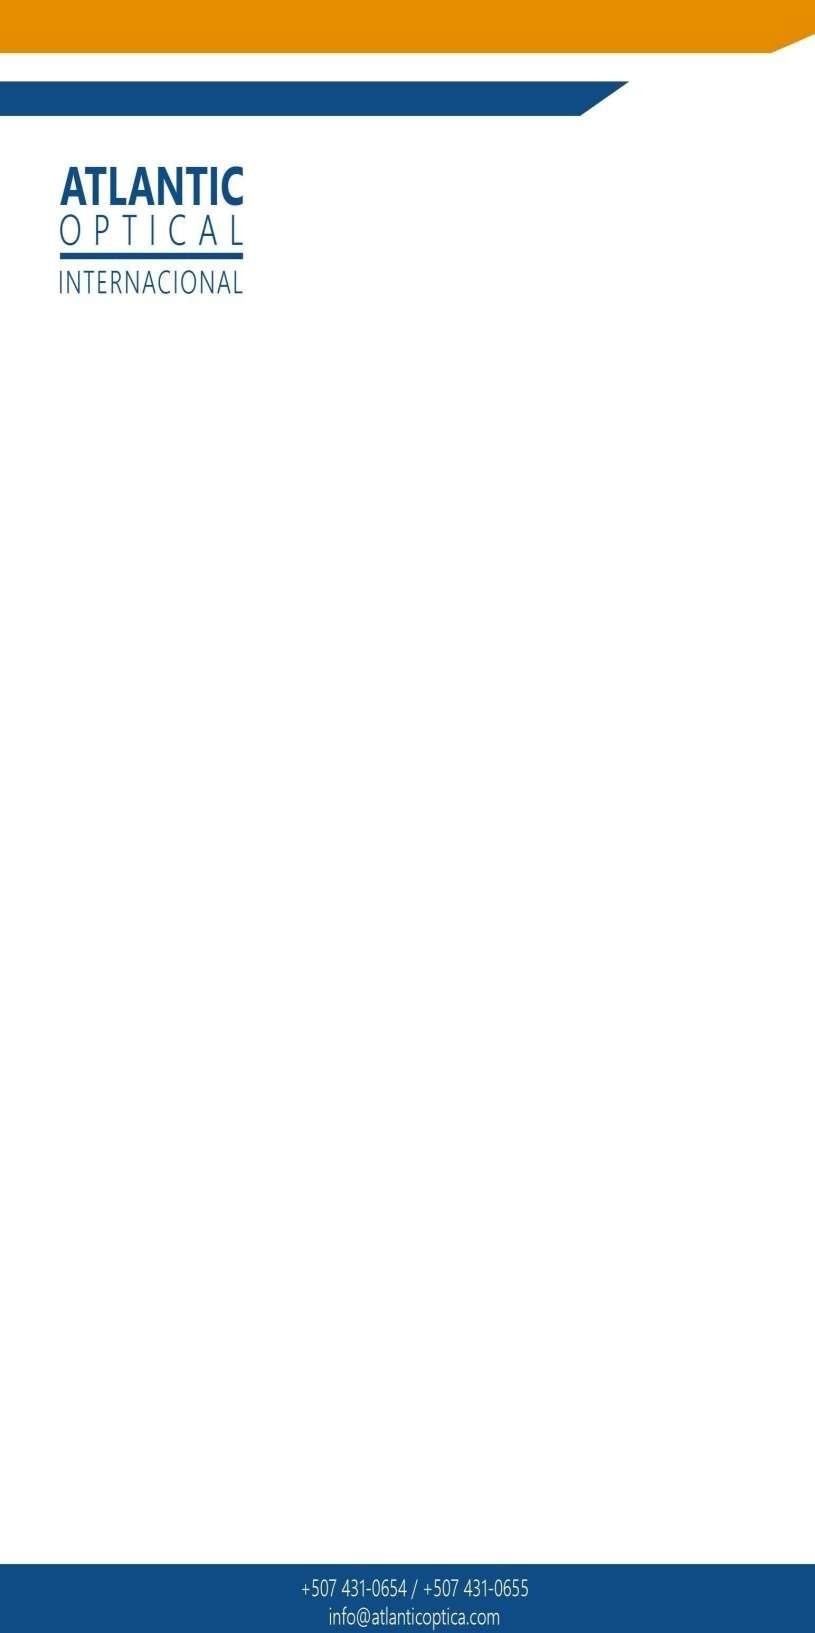 ATLANTIC
OPTICAL
INTERNACIONAL
+507 431-0654 / +507 431-0655
info@atlanticoptica.com